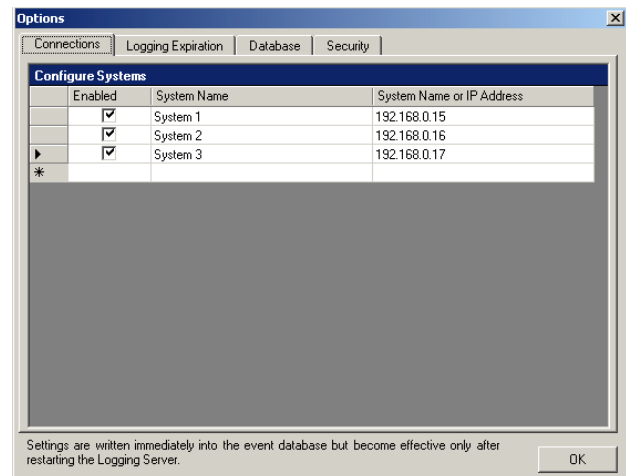 Options
Connections Logging Expiration Database Security
Configure Systems
Enabled System Name System Name or IP Address
System 1 192.168.0.15
System 2 192.168.0.16
System 3 192.168.0.17
Settings are written immediately into the event database but become effective only after
restarting the Logging Server.
OK